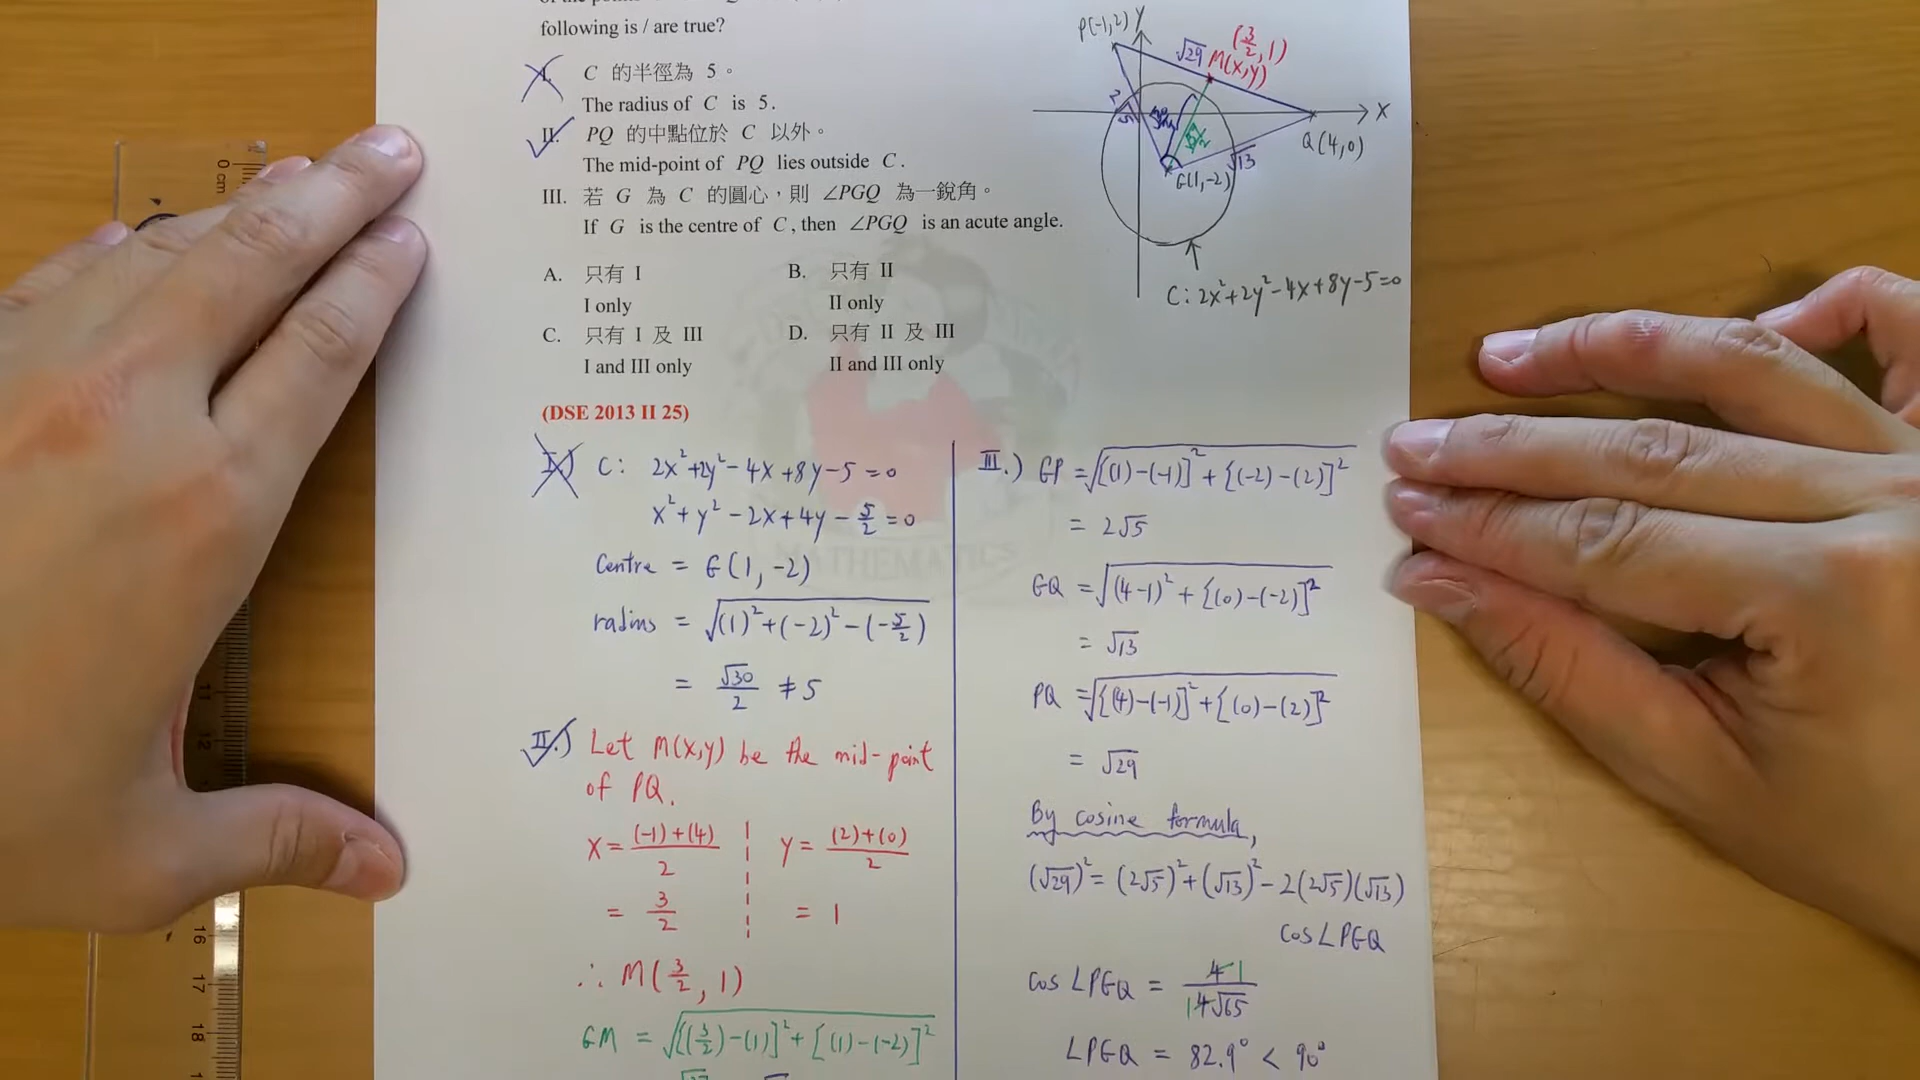 following is / are true?
I. C 的半徑為 5。
The radius of C is 5.
II. PQ 的中點位於 C 以外。
The mid-point of PQ lies outside C.
III. 若 G 為 C 的圓心，則 ∠PGQ 為一銳角。
If G is the centre of C, then ∠PGQ is an acute angle.
A. 只有 I
I only
B. 只有 II
II only
C. 只有 I 及 III
I and III only
D. 只有 II 及 III
II and III only
(DSE 2013 II 25)
P(-1,2)
Y
√29
(3/2, 1)
M(x,y)
X
Q(4,0)
√13
G(1,-2)
C: 2x²+2y²-4x+8y-5=0
I.) C: 2x²+2y²-4x+8y-5=0
x²+y²-2x+4y-5/2=0
Centre = G(1,-2)
radius = √((1)²+(-2)²-(-5/2))
= √30/2 ≠ 5
II.) Let M(x,y) be the mid-point
of PQ.
x = ((-1)+(4))/2
y = ((2)+(0))/2
= 3/2
= 1
∴ M(3/2, 1)
GM = √([(3/2)-(1)]²+[(1)-(-2)]²)
III.) GP = √([(1)-(-1)]²+[(-2)-(2)]²)
= 2√5
GQ = √((4-1)²+[(0)-(-2)]²)
= √13
PQ = √([(4)-(-1)]²+[(0)-(2)]²)
= √29
By cosine formula,
(√29)² = (2√5)²+(√13)²-2(2√5)(√13)
cos∠PGQ
cos∠PGQ = 4 1/14√65
∠PGQ = 82.9° < 90°
MATHEMATICS
0 cm
11
12
16
17
18